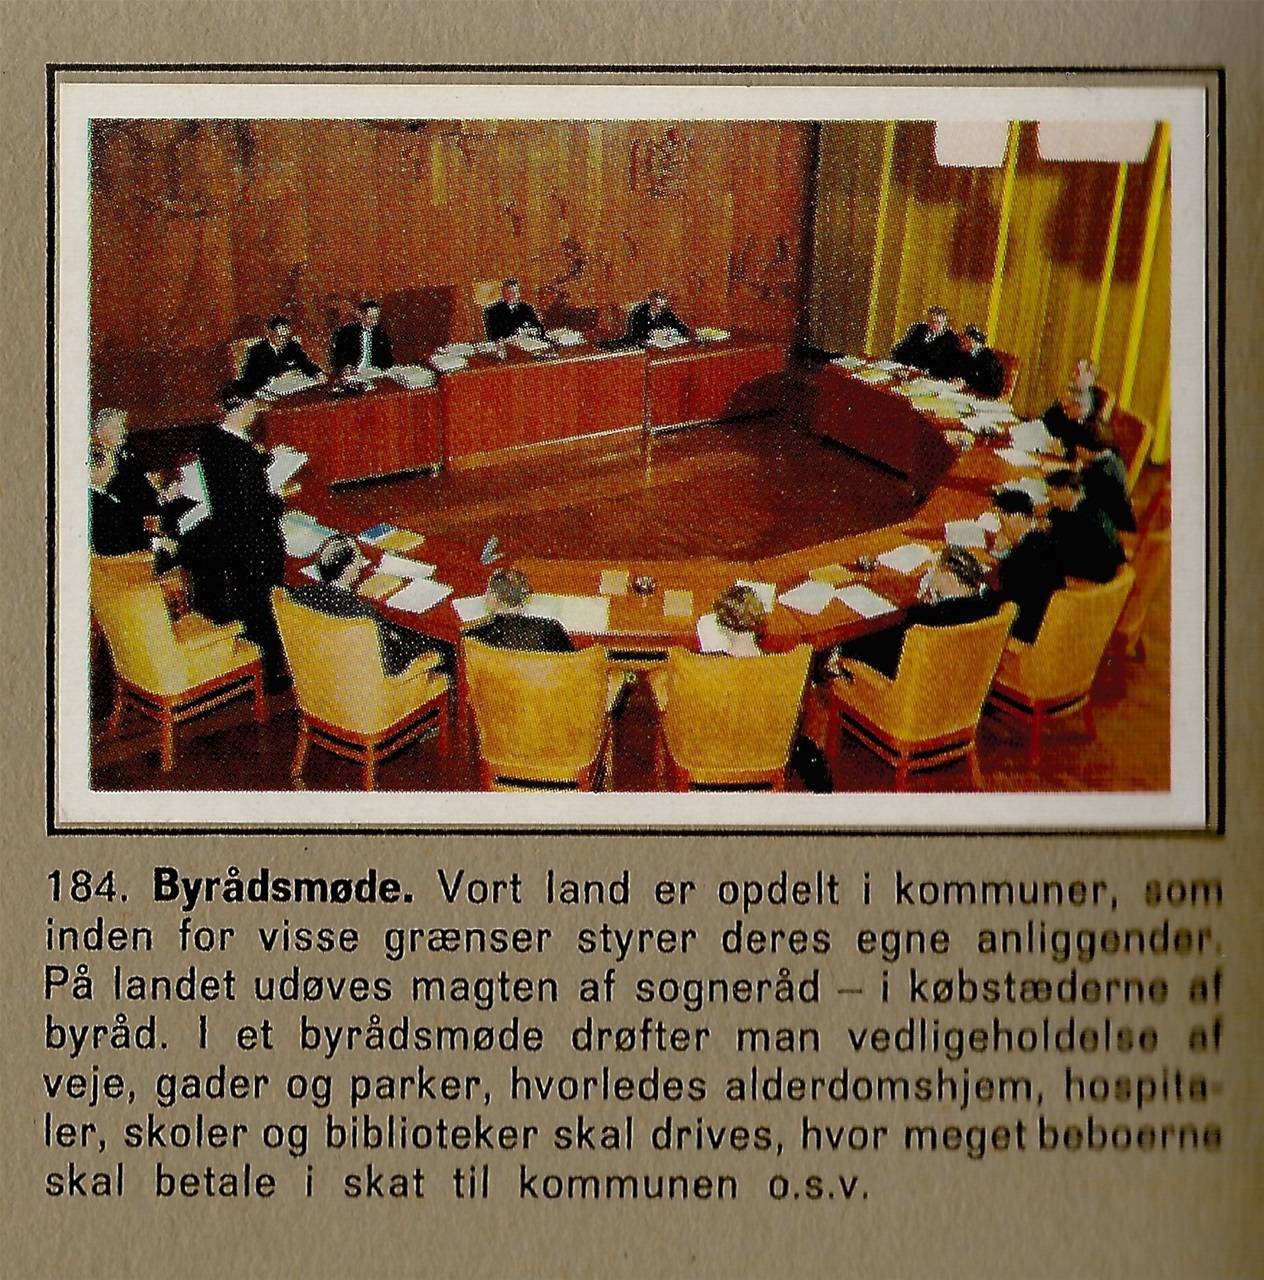 184. Byrådsmøde. Vort land er opdelt i kommuner, som
inden for visse grænser styrer deres egne anliggender.
På landet udøves magten af sogneråd – i købstæderne af
byråd. I et byrådsmøde drøfter man vedligeholdelse af
veje, gader og parker, hvorledes alderdomshjem, hospita-
ler, skoler og biblioteker skal drives, hvor meget beboerne
skal betale i skat til kommunen o.s.v.